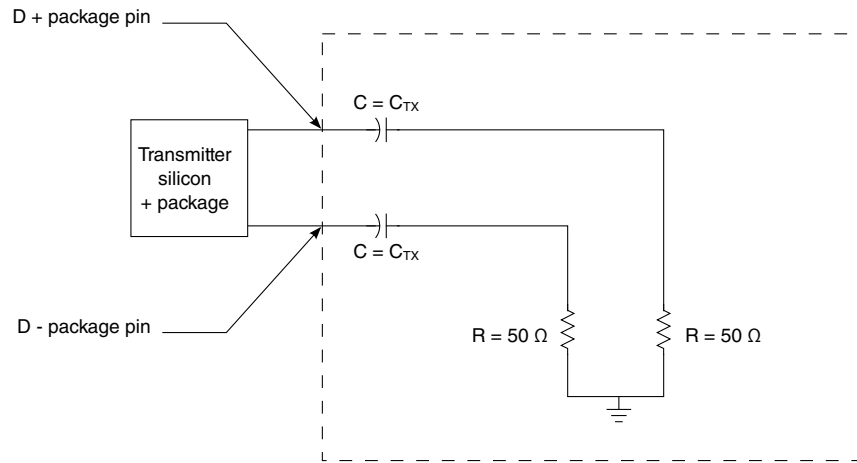 D + package pin
C = CTX
Transmitter
silicon
+ package
C = CTX
D - package pin
R = 50 Ω
R = 50 Ω